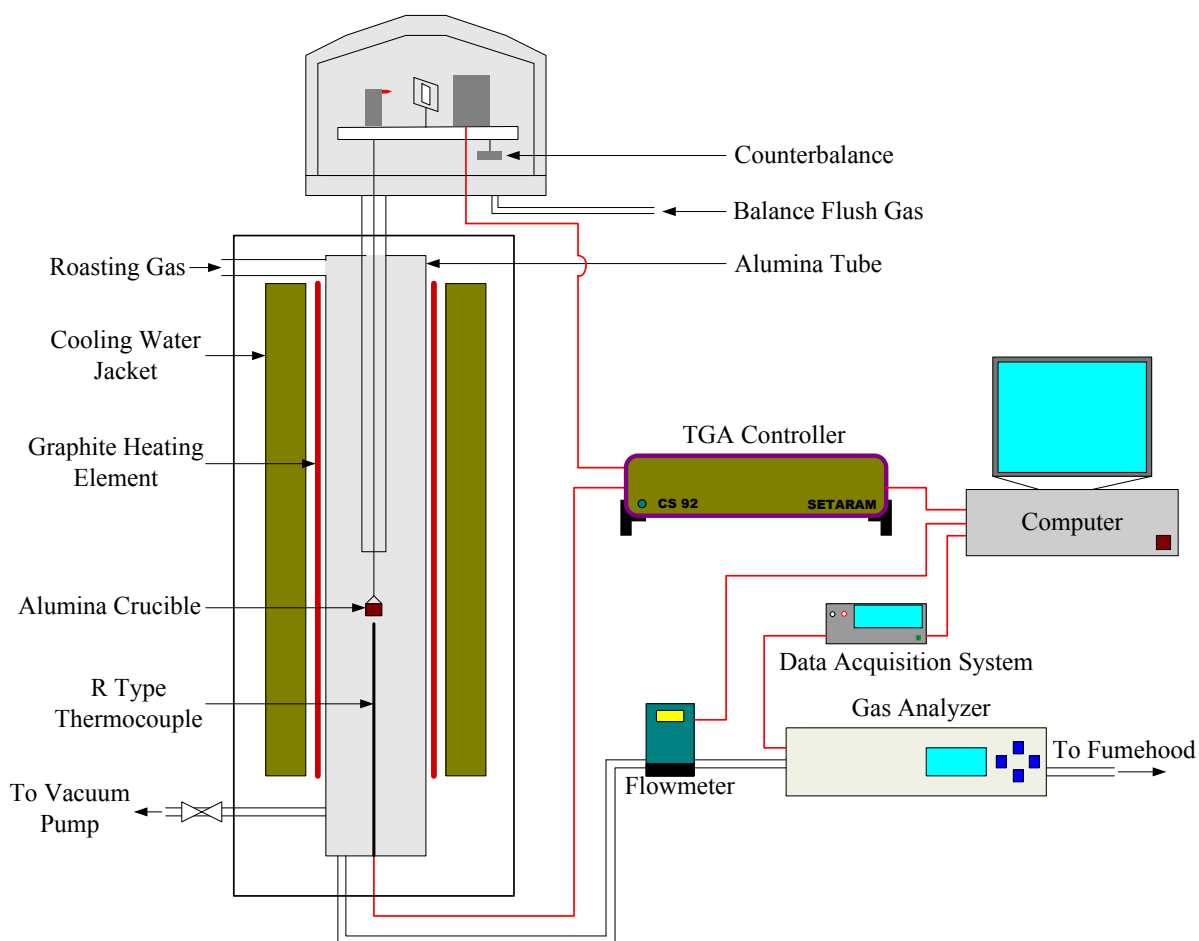 Counterbalance
Balance Flush Gas
Roasting Gas
Alumina Tube
Cooling Water
Jacket
Graphite Heating
Element
TGA Controller
CS 92
SETARAM
Computer
Alumina Crucible
Data Acquisition System
R Type
Thermocouple
Gas Analyzer
To Fumehood
Flowmeter
To Vacuum
Pump